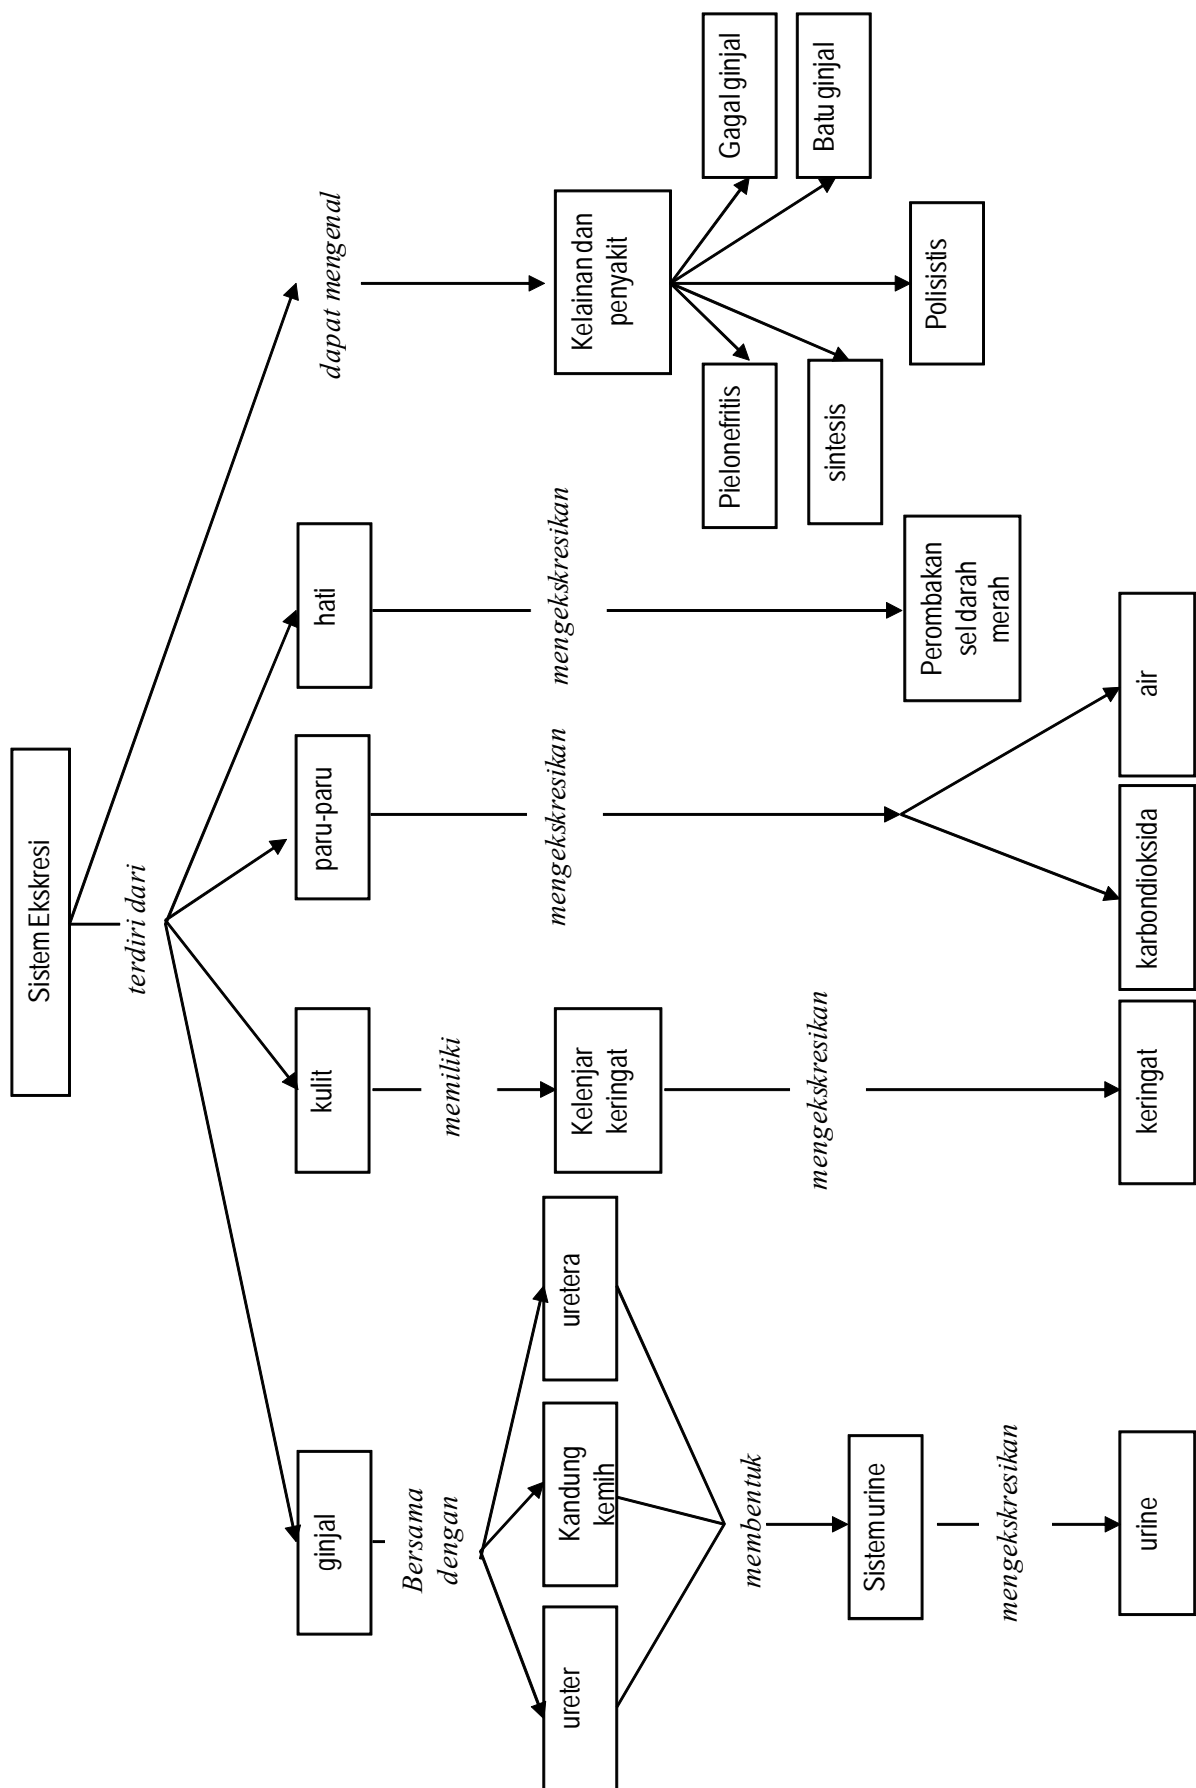 Sistem Ekskresi
terdiri dari
dapat mengenal
ginjal
kulit
paru-paru
hati
Bersama
dengan
memiliki
mengekskresikan
mengekskresikan
ureter
Kandung
kemih
uretera
Kelenjar
keringat
Kelainan dan
penyakit
Pielonefritis
Gagal ginjal
sintesis
Batu ginjal
membentuk
mengekskresikan
Sistem urine
Perombakan
sel darah
merah
Polisistis
mengekskresikan
urine
keringat
karbondioksida
air